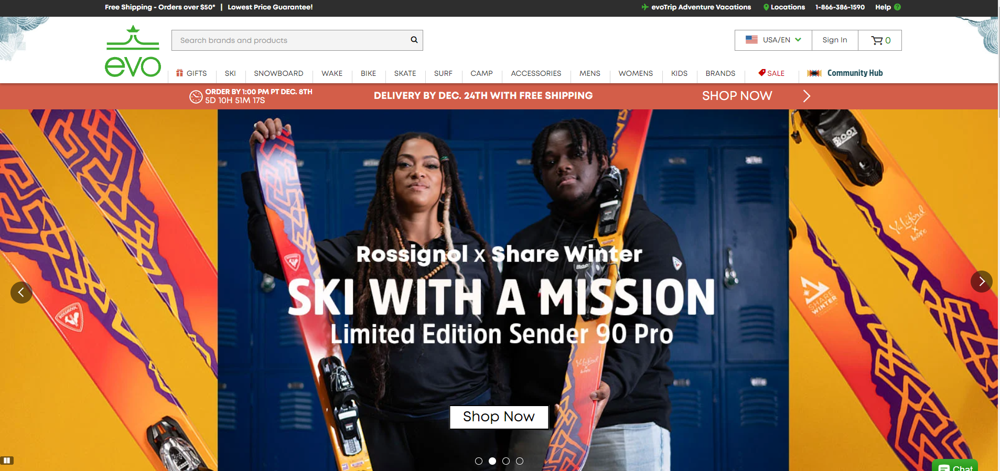 Free Shipping - Orders over $50* | Lowest Price Guarantee!
evoTrip Adventure Vacations
Locations
1-866-386-1590
Help ?
evo
Search brands and products
USA/EN
Sign In
0
GIFTS
SKI
SNOWBOARD
WAKE
BIKE
SKATE
SURF
CAMP
ACCESSORIES
MENS
WOMENS
KIDS
BRANDS
SALE
Community Hub
ORDER BY 1:00 PM PT DEC. 8TH
5D 10H 51M 17S
DELIVERY BY DEC. 24TH WITH FREE SHIPPING
SHOP NOW
Rossignol x Share Winter
SKI WITH A MISSION
Limited Edition Sender 90 Pro
ROSSIGNOL
SHARE
WINTER
Shop Now
Chat